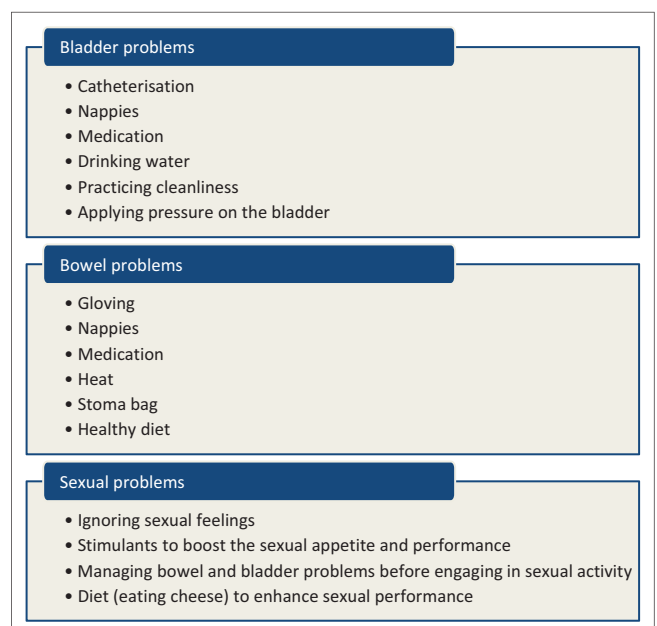 Bladder problems
• Catheterisation
• Nappies
• Medication
• Drinking water
• Practicing cleanliness
• Applying pressure on the bladder
Bowel problems
• Gloving
• Nappies
• Medication
• Heat
• Stoma bag
• Healthy diet
Sexual problems
• Ignoring sexual feelings
• Stimulants to boost the sexual appetite and performance
• Managing bowel and bladder problems before engaging in sexual activity
• Diet (eating cheese) to enhance sexual performance